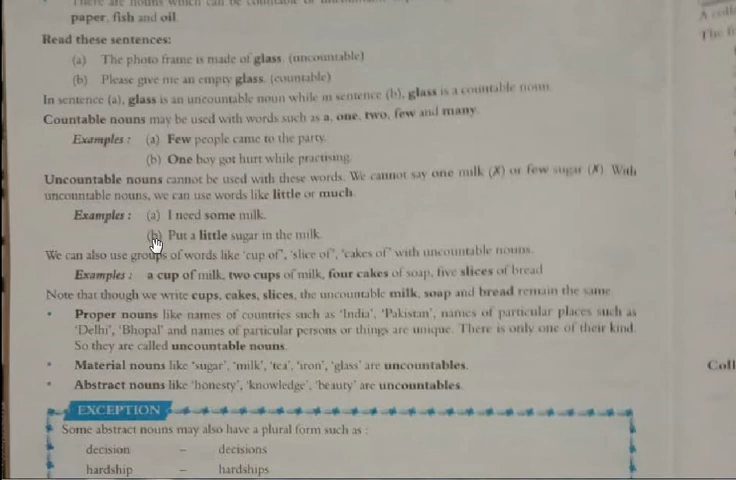 There are nouns which can be countable or
paper, fish and oil.
Read these sentences:
(a) The photo frame is made of glass. (uncountable)
(b) Please give me an empty glass. (countable)
In sentence (a), glass is an uncountable noun while in sentence (b), glass is a countable noun.
Countable nouns may be used with words such as a, one, two, few and many.
Examples : (a) Few people came to the party.
(b) One boy got hurt while practising.
Uncountable nouns cannot be used with these words. We cannot say one milk (✗) or few sugar (✗). With
uncountable nouns, we can use words like little or much.
Examples : (a) I need some milk.
(b) Put a little sugar in the milk.
We can also use groups of words like 'cup of', 'slice of', 'cakes of' with uncountable nouns.
Examples : a cup of milk, two cups of milk, four cakes of soap, five slices of bread
Note that though we write cups, cakes, slices, the uncountable milk, soap and bread remain the same.
• Proper nouns like names of countries such as 'India', 'Pakistan', names of particular places such as
'Delhi', 'Bhopal' and names of particular persons or things are unique. There is only one of their kind.
So they are called uncountable nouns.
• Material nouns like 'sugar', 'milk', 'tea', 'iron', 'glass' are uncountables.
• Abstract nouns like 'honesty', 'knowledge', 'beauty' are uncountables.
EXCEPTION
Some abstract nouns may also have a plural form such as :
decision – decisions
hardship – hardships
A coll
The fo
Coll